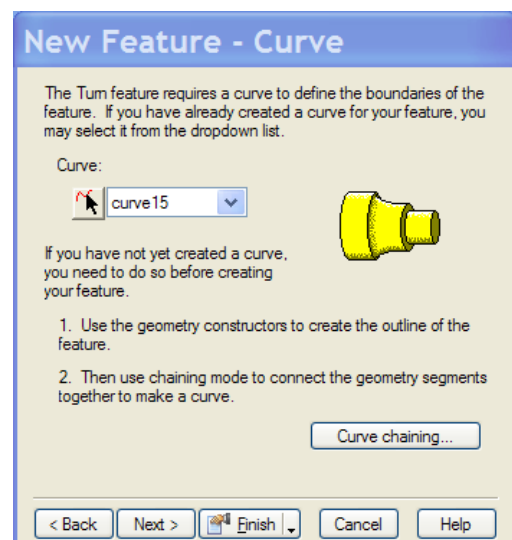 New Feature - Curve
The Turn feature requires a curve to define the boundaries of the
feature. If you have already created a curve for your feature, you
may select it from the dropdown list.
Curve:
curve15
If you have not yet created a curve,
you need to do so before creating
your feature.
1. Use the geometry constructors to create the outline of the
feature.
2. Then use chaining mode to connect the geometry segments
together to make a curve.
Curve chaining...
< Back Next > Finish Cancel Help